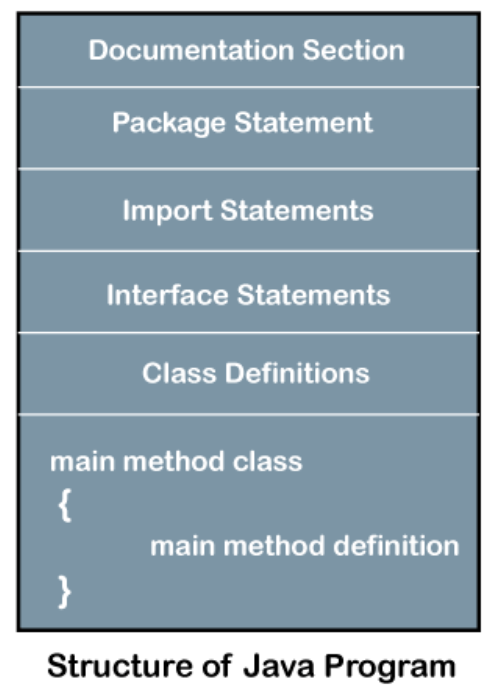 Documentation Section
Package Statement
Import Statements
Interface Statements
Class Definitions
main method class
{
main method definition
}
Structure of Java Program